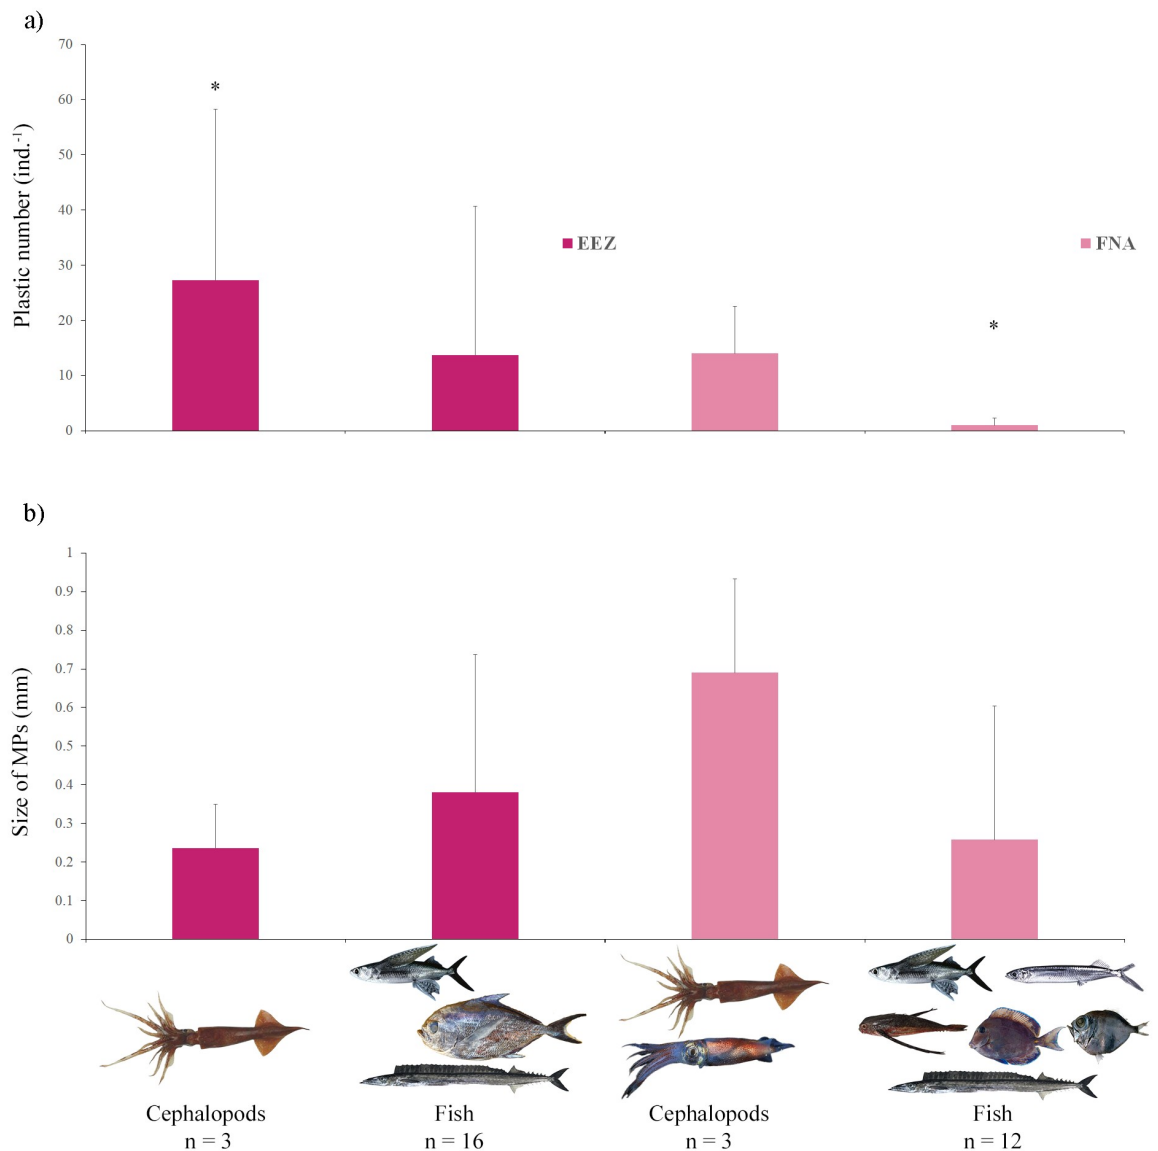 a)
70
60
50
40
30
20
10
0
Plastic number (ind.⁻¹)
*
*
EEZ
FNA
b)
1
0.9
0.8
0.7
0.6
0.5
0.4
0.3
0.2
0.1
0
Size of MPs (mm)
Cephalopods
n = 3
Fish
n = 16
Cephalopods
n = 3
Fish
n = 12